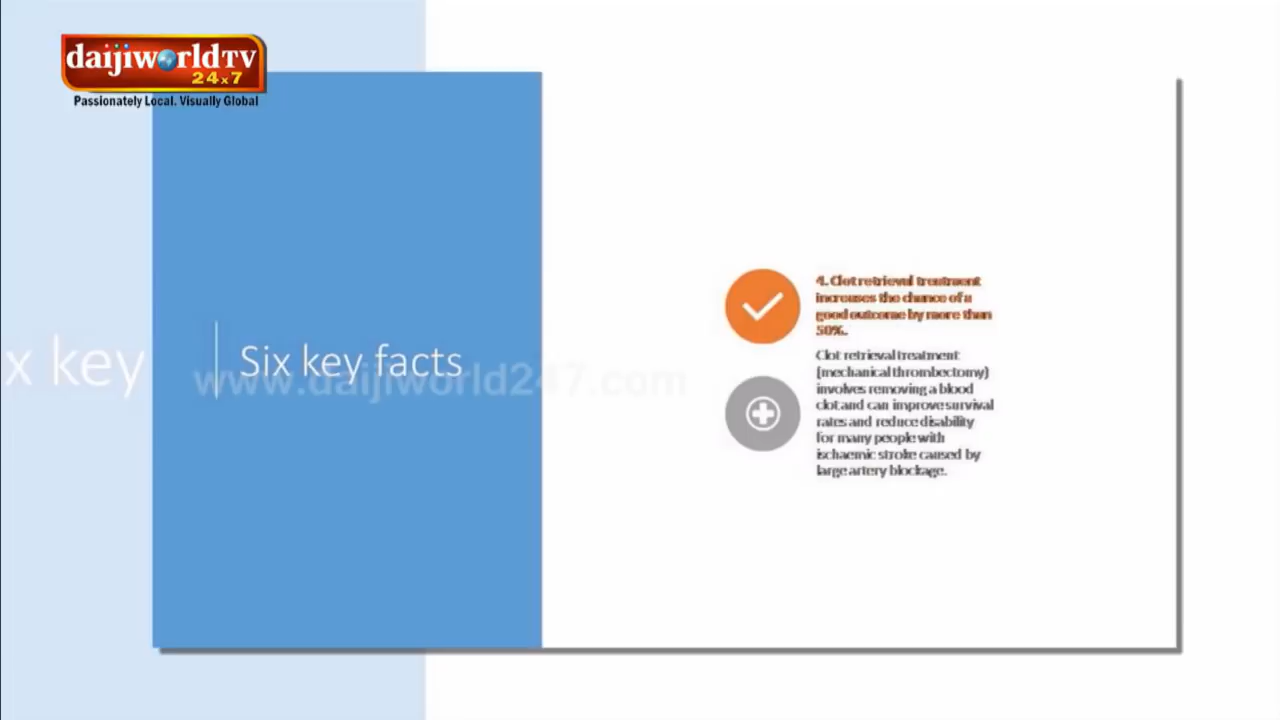 daijiworldTV
24x7
Passionately Local. Visually Global
x key
Six key facts
www.daijiworld247.com
4. Clot retrieval treatment
increases the chance of a
good outcome by more than
50%.
Clot retrieval treatment
(mechanical thrombectomy)
involves removing a blood
clot and can improve survival
rates and reduce disability
for many people with
ischaemic stroke caused by
large artery blockage.